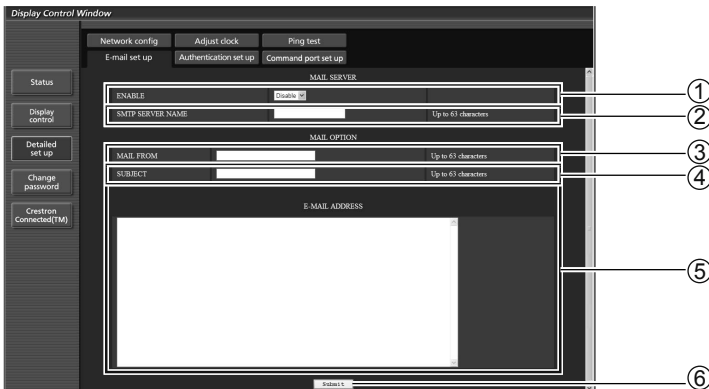 Display Control Window
Network config Adjust clock Ping test
E-mail set up Authentication set up Command port set up
Status
Display control
Detailed set up
Change password
Crestron Connected(TM)
MAIL SERVER
ENABLE Disable ①
SMTP SERVER NAME Up to 63 characters ②
MAIL OPTION
MAIL FROM Up to 63 characters ③
SUBJECT Up to 63 characters ④
E-MAIL ADDRESS
⑤
Submit ⑥